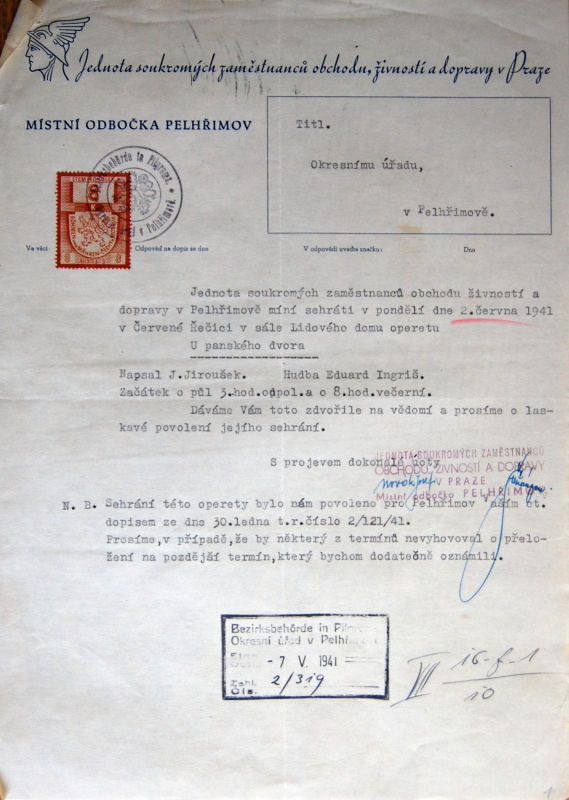 Jednota soukromých zaměstnanců obchodu, živností a dopravy v Praze
MÍSTNÍ ODBOČKA PELHŘIMOV
Titl.
Okresnímu úřadu,
v Pelhřimově.
Ve věci:
Odpověď na dopis ze dne
V odpovědi uveďte značku:
Dne
Jednota soukromých zaměstnanců obchodu živností a
dopravy v Pelhřimově míní sehráti v pondělí dne 2.června 1941
v Červené Řečici v sále Lidového domu operetu
U panského dvora
Napsal J.Jiroušek. Hudba Eduard Ingriš.
Začátek o půl 3.hod.odpol.a o 8.hod.večerní.
Dáváme Vám toto zdvořile na vědomí a prosíme o las-
kavé povolení jejího sehrání.
S projevem dokonalé úcty
JEDNOTA SOUKROMÝCH ZAMĚSTNANCŮ
OBCHODU, ŽIVNOSTÍ A DOPRAVY
V PRAZE
Místní odbočka PELHŘIMOV
N. B. Sehrání této operety bylo nám povoleno pro Pelhřimov Vaším ct.
dopisem ze dne 30.ledna t.r.číslo 2/121/41.
Prosíme,v případě,že by některý z termínů nevyhovoval o přelo-
žení na pozdější termín,který bychom dodatečně oznámili.
Bezirksbehörde in Pilgrams
Okresní úřad v Pelhřimově
- 7 V. 1941
Zahl.
Čís. 2/319
VII 16-f-1
10